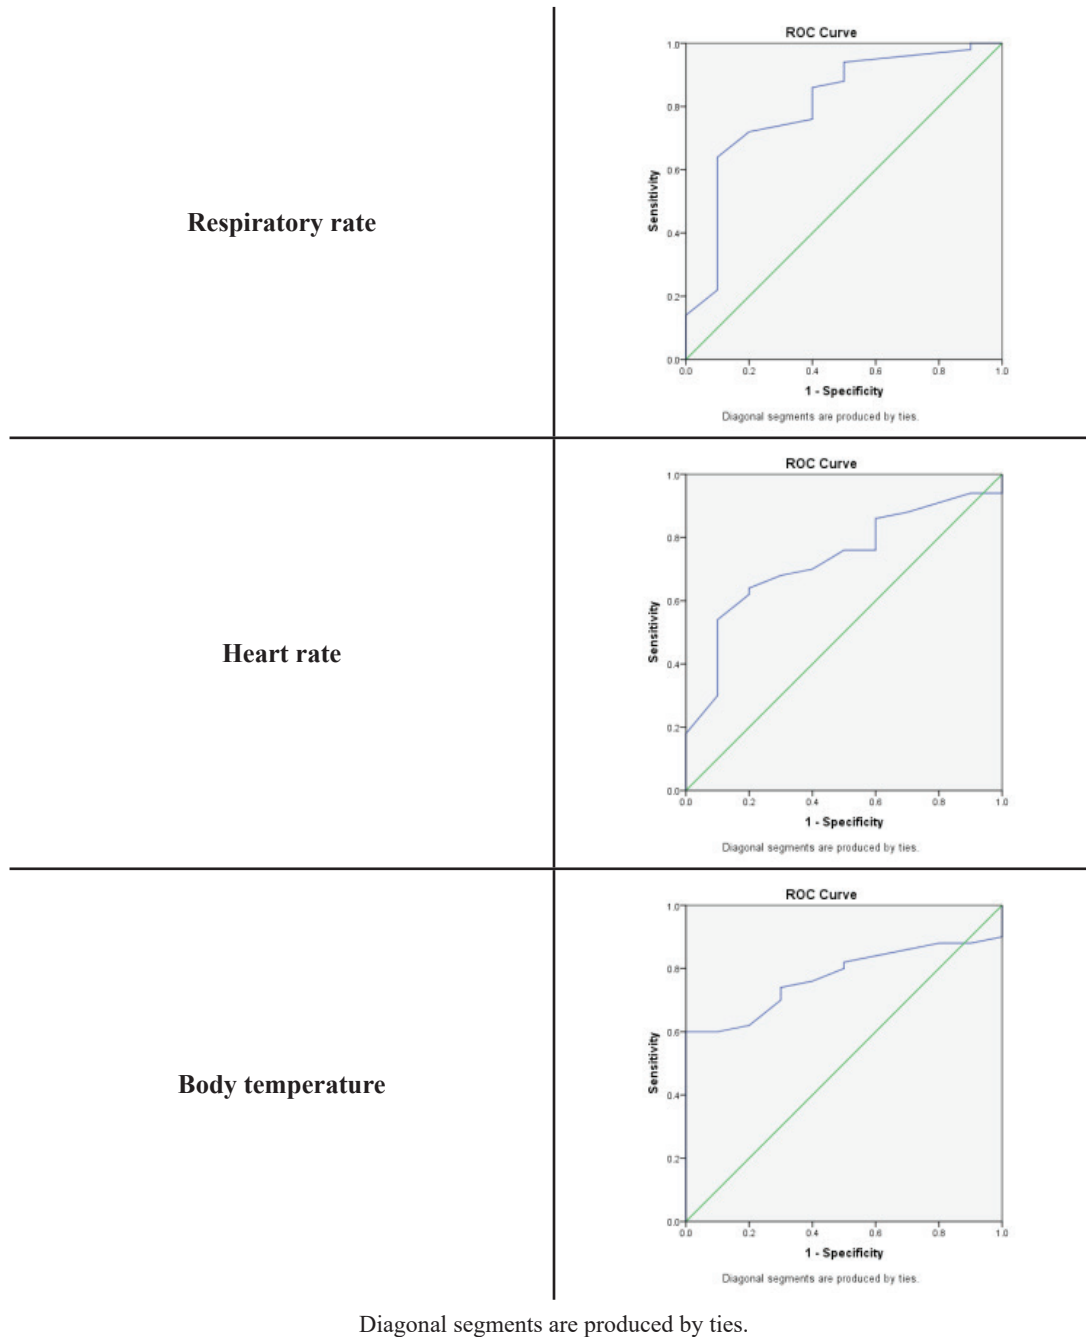 Respiratory rate
ROC Curve
1.0
0.8
0.6
0.4
0.2
0.0
Sensitivity
0.0 0.2 0.4 0.6 0.8 1.0
1 - Specificity
Diagonal segments are produced by ties.
Heart rate
ROC Curve
1.0
0.8
0.6
0.4
0.2
0.0
Sensitivity
0.0 0.2 0.4 0.6 0.8 1.0
1 - Specificity
Diagonal segments are produced by ties.
Body temperature
ROC Curve
1.0
0.8
0.6
0.4
0.2
0.0
Sensitivity
0.0 0.2 0.4 0.6 0.8 1.0
1 - Specificity
Diagonal segments are produced by ties.
Diagonal segments are produced by ties.